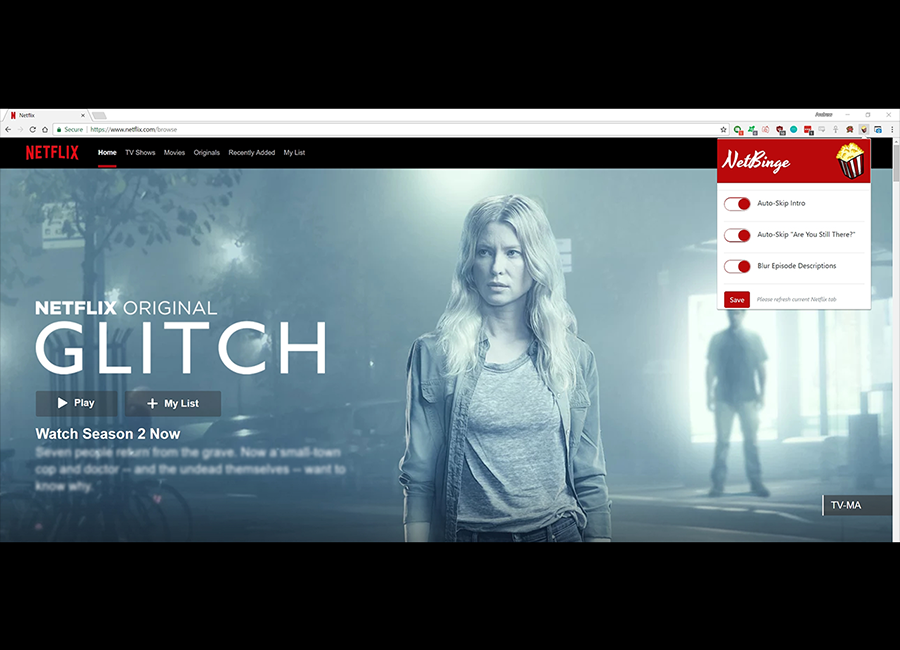 Netflix
Andrew
Secure https://www.netflix.com/browse
NETFLIX Home TV Shows Movies Originals Recently Added My List
NetBinge
Auto-Skip Intro
Auto-Skip "Are You Still There?"
Blur Episode Descriptions
Save Please refresh current Netflix tab
NETFLIX ORIGINAL
GLITCH
Play My List
Watch Season 2 Now
Seven people return from the grave. Now a small-town
cop and doctor — and the undead themselves — want to
know why.
TV-MA